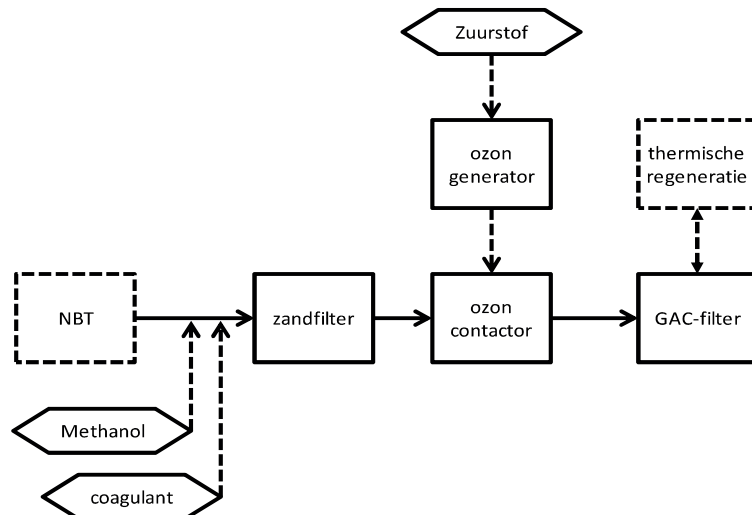 Zuurstof
ozon
generator
thermische
regeneratie
NBT
zandfilter
ozon
contactor
GAC-filter
Methanol
coagulant